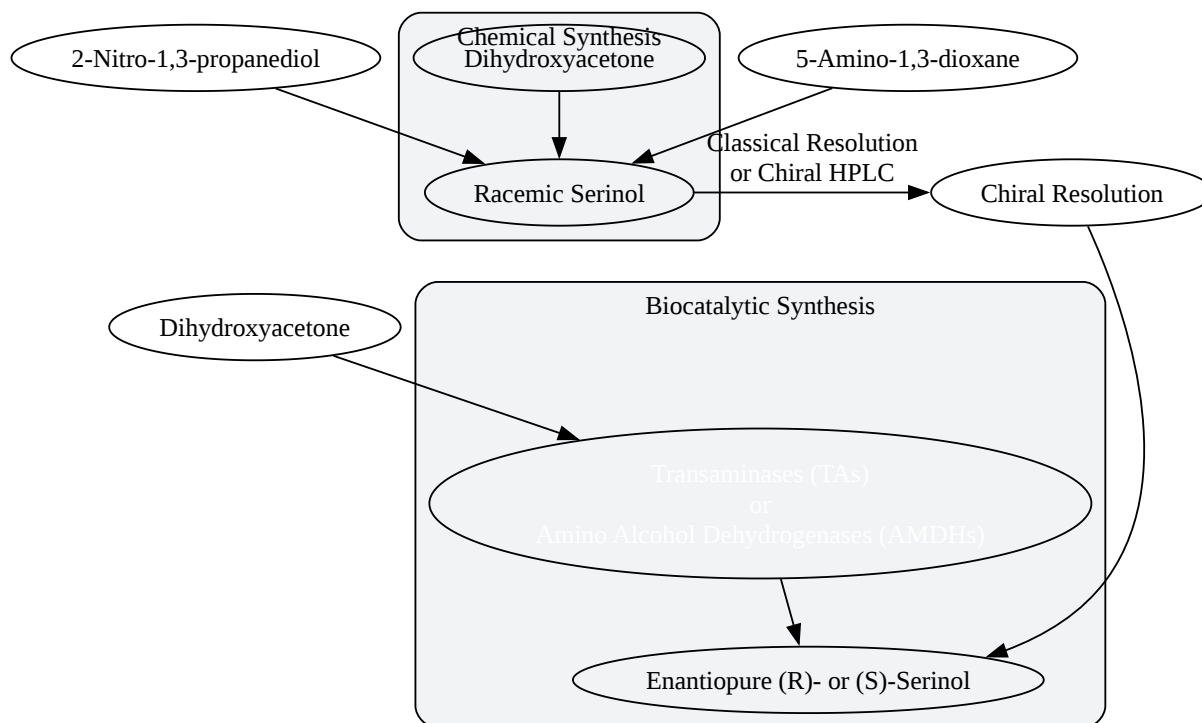 2-Nitro-1,3-propanediol
Chemical Synthesis
Dihydroxyacetone
5-Amino-1,3-dioxane
Classical Resolution
or Chiral HPLC
Racemic Serinol
Chiral Resolution
Biocatalytic Synthesis
Dihydroxyacetone
Transaminases (TAs)
or
Amino Alcohol Dehydrogenases (AMDHs)
Enantiopure (R)- or (S)-Serinol